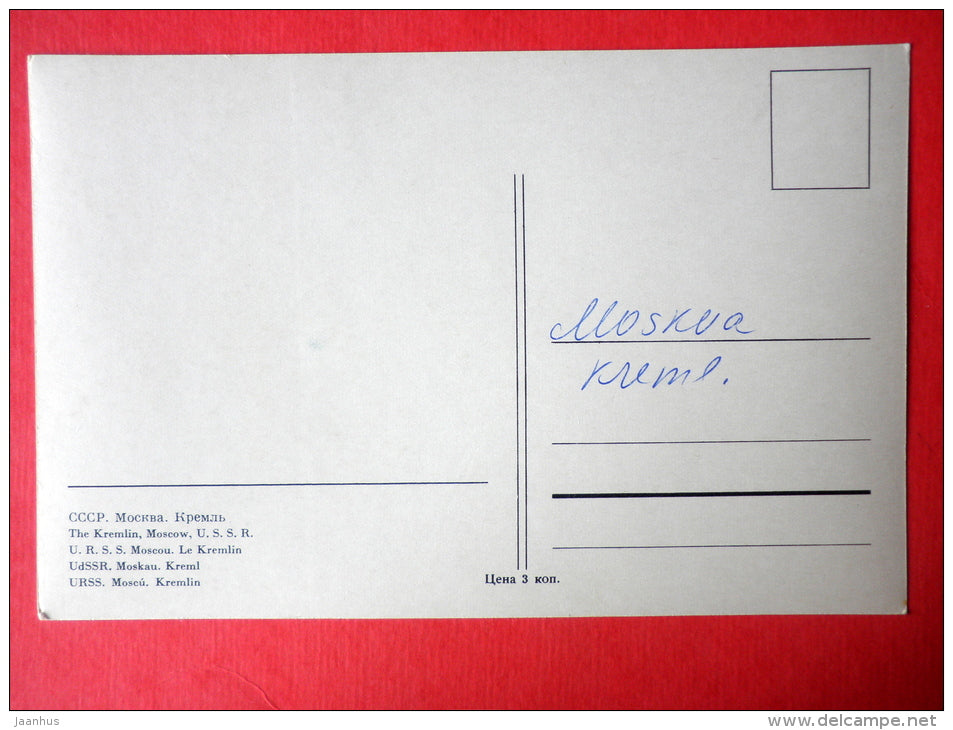 Moskva
kreml.
СССР. Москва. Кремль
The Kremlin, Moscow, U. S. S. R.
U. R. S. S. Moscou. Le Kremlin
UdSSR. Moskau. Kreml
URSS. Moscú. Kremlin
Цена 3 коп.
Jaanhus
www.delcampe.net